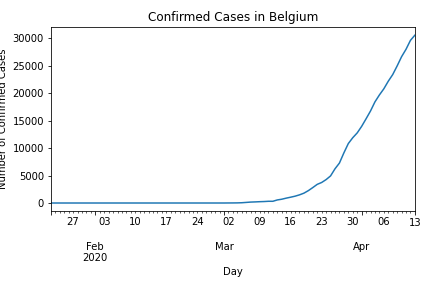 Confirmed Cases in Belgium
Number of Confirmed Cases
30000
25000
20000
15000
10000
5000
0
27 03 10 17 24 02 09 16 23 30 06 13
Feb Mar Apr
2020
Day